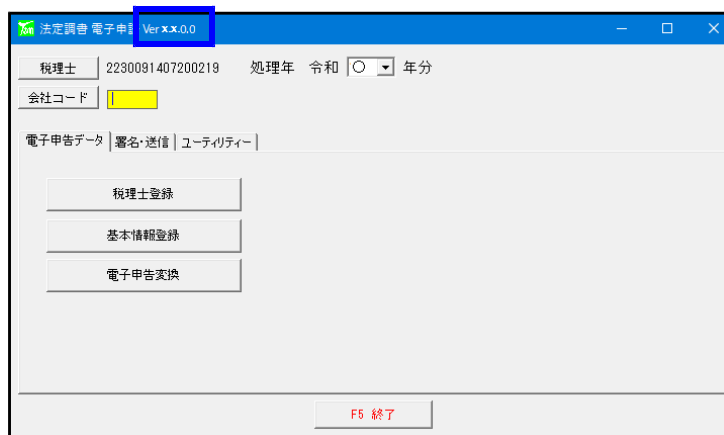 法定調書 電子申 Ver x.x.0.0
税理士 2230091407200219 処理年 令和 ○ 年分
会社コード
電子申告データ 署名・送信 ユーティリティー
税理士登録
基本情報登録
電子申告変換
F5 終了